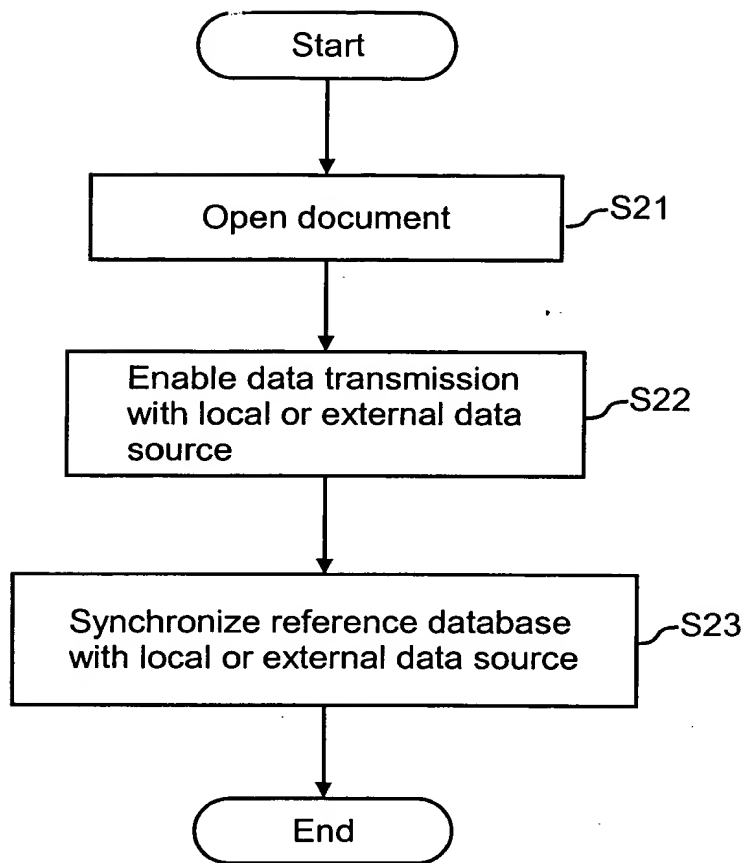 Start
Open document
S21
Enable data transmission
with local or external data
source
S22
Synchronize reference database
with local or external data source
S23
End